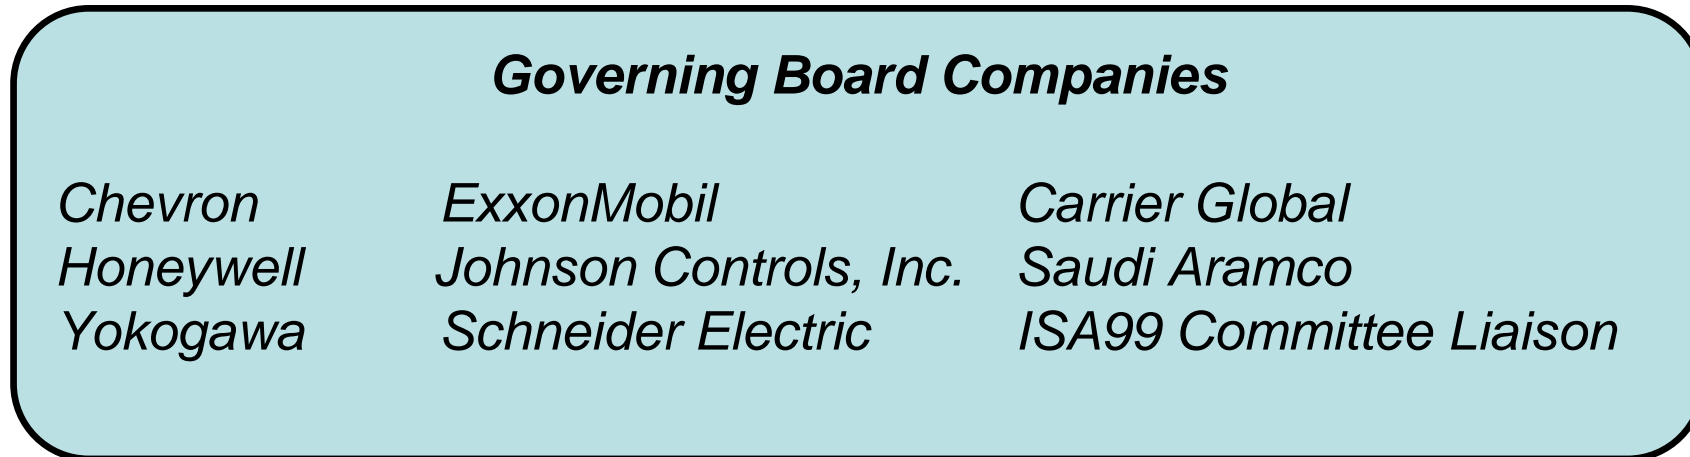 Governing Board Companies
Chevron ExxonMobil Carrier Global
Honeywell Johnson Controls, Inc. Saudi Aramco
Yokogawa Schneider Electric ISA99 Committee Liaison